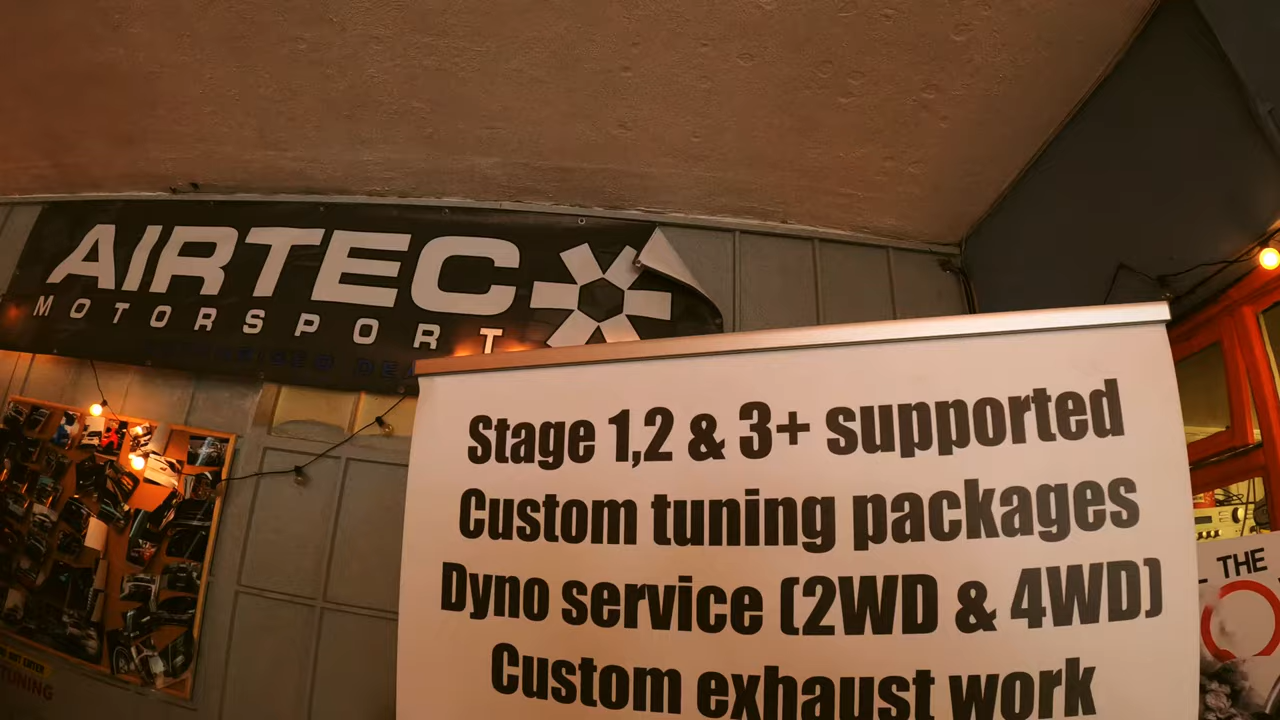 AIRTEC
MOTORSPORT
Stage 1,2 & 3+ supported
Custom tuning packages
Dyno service (2WD & 4WD)
Custom exhaust work
THE
TUNING